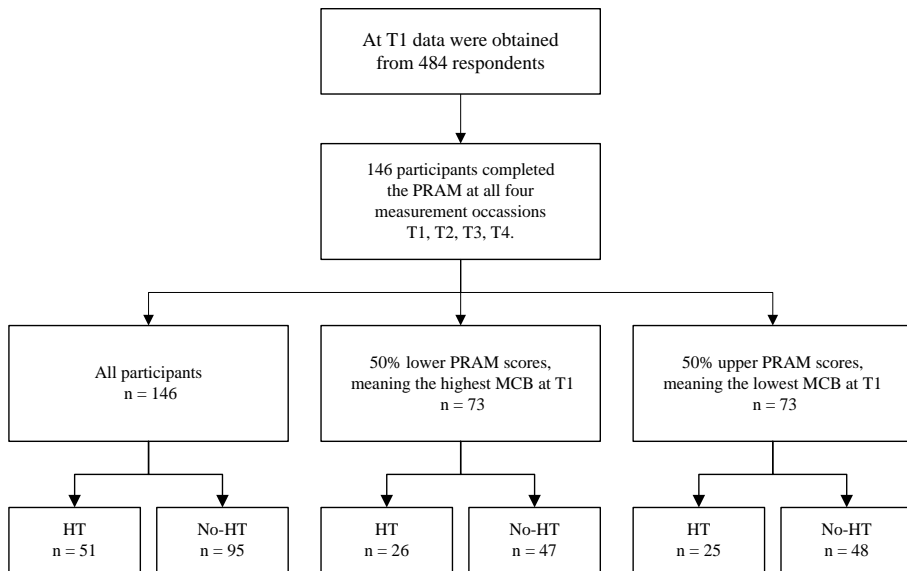 At T1 data were obtained
from 484 respondents
146 participants completed
the PRAM at all four
measurement occassions
T1, T2, T3, T4.
All participants
n = 146
50% lower PRAM scores,
meaning the highest MCB at T1
n = 73
50% upper PRAM scores,
meaning the lowest MCB at T1
n = 73
HT
n = 51
No-HT
n = 95
HT
n = 26
No-HT
n = 47
HT
n = 25
No-HT
n = 48